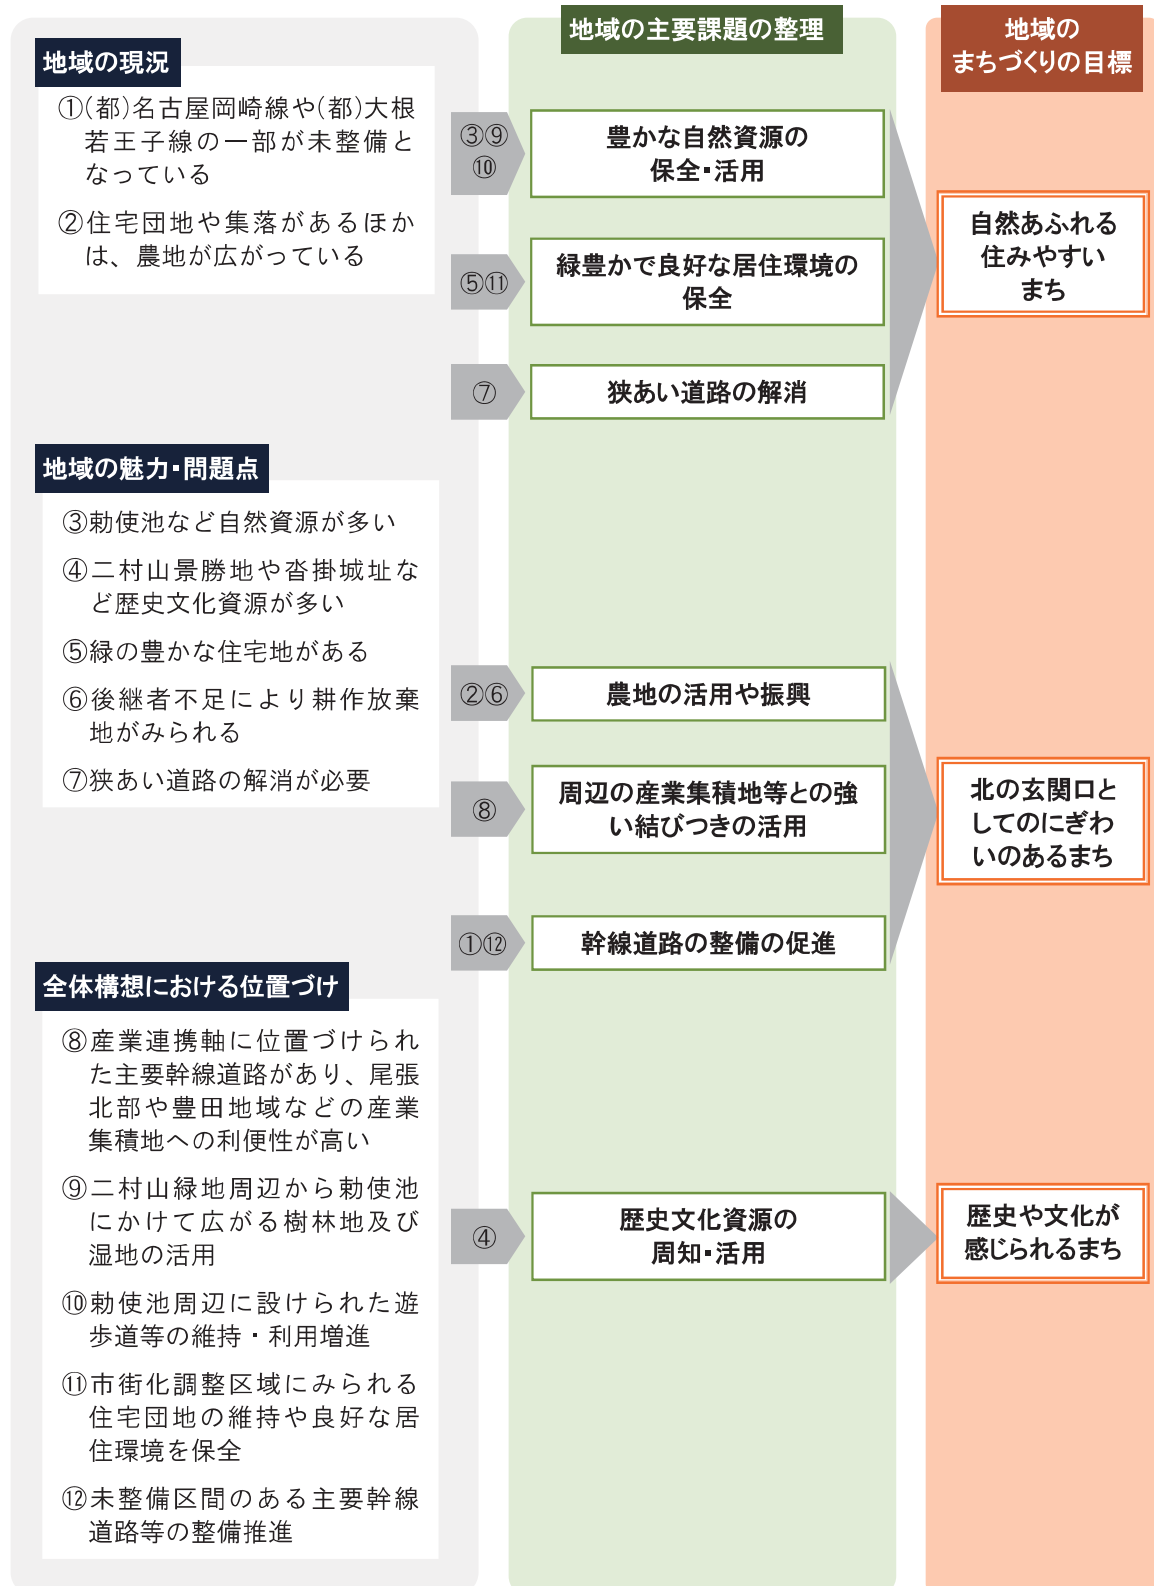 地域の現況
①(都)名古屋岡崎線や(都)大根
若王子線の一部が未整備と
なっている
②住宅団地や集落があるほか
は、農地が広がっている
地域の魅力・問題点
③勅使池など自然資源が多い
④二村山景勝地や沓掛城址な
ど歴史文化資源が多い
⑤緑の豊かな住宅地がある
⑥後継者不足により耕作放棄
地がみられる
⑦狭あい道路の解消が必要
全体構想における位置づけ
⑧産業連携軸に位置づけられ
た主要幹線道路があり、尾張
北部や豊田地域などの産業
集積地への利便性が高い
⑨二村山緑地周辺から勅使池
にかけて広がる樹林地及び
湿地の活用
⑩勅使池周辺に設けられた遊
歩道等の維持・利用増進
⑪市街化調整区域にみられる
住宅団地の維持や良好な居
住環境を保全
⑫未整備区間のある主要幹線
道路等の整備推進
地域の主要課題の整理
③⑨
⑩
豊かな自然資源の
保全・活用
⑤⑪
緑豊かで良好な居住環境の
保全
⑦
狭あい道路の解消
②⑥
農地の活用や振興
⑧
周辺の産業集積地等との強
い結びつきの活用
①⑫
幹線道路の整備の促進
④
歴史文化資源の
周知・活用
地域の
まちづくりの目標
自然あふれる
住みやすい
まち
北の玄関口と
してのにぎわ
いのあるまち
歴史や文化が
感じられるまち